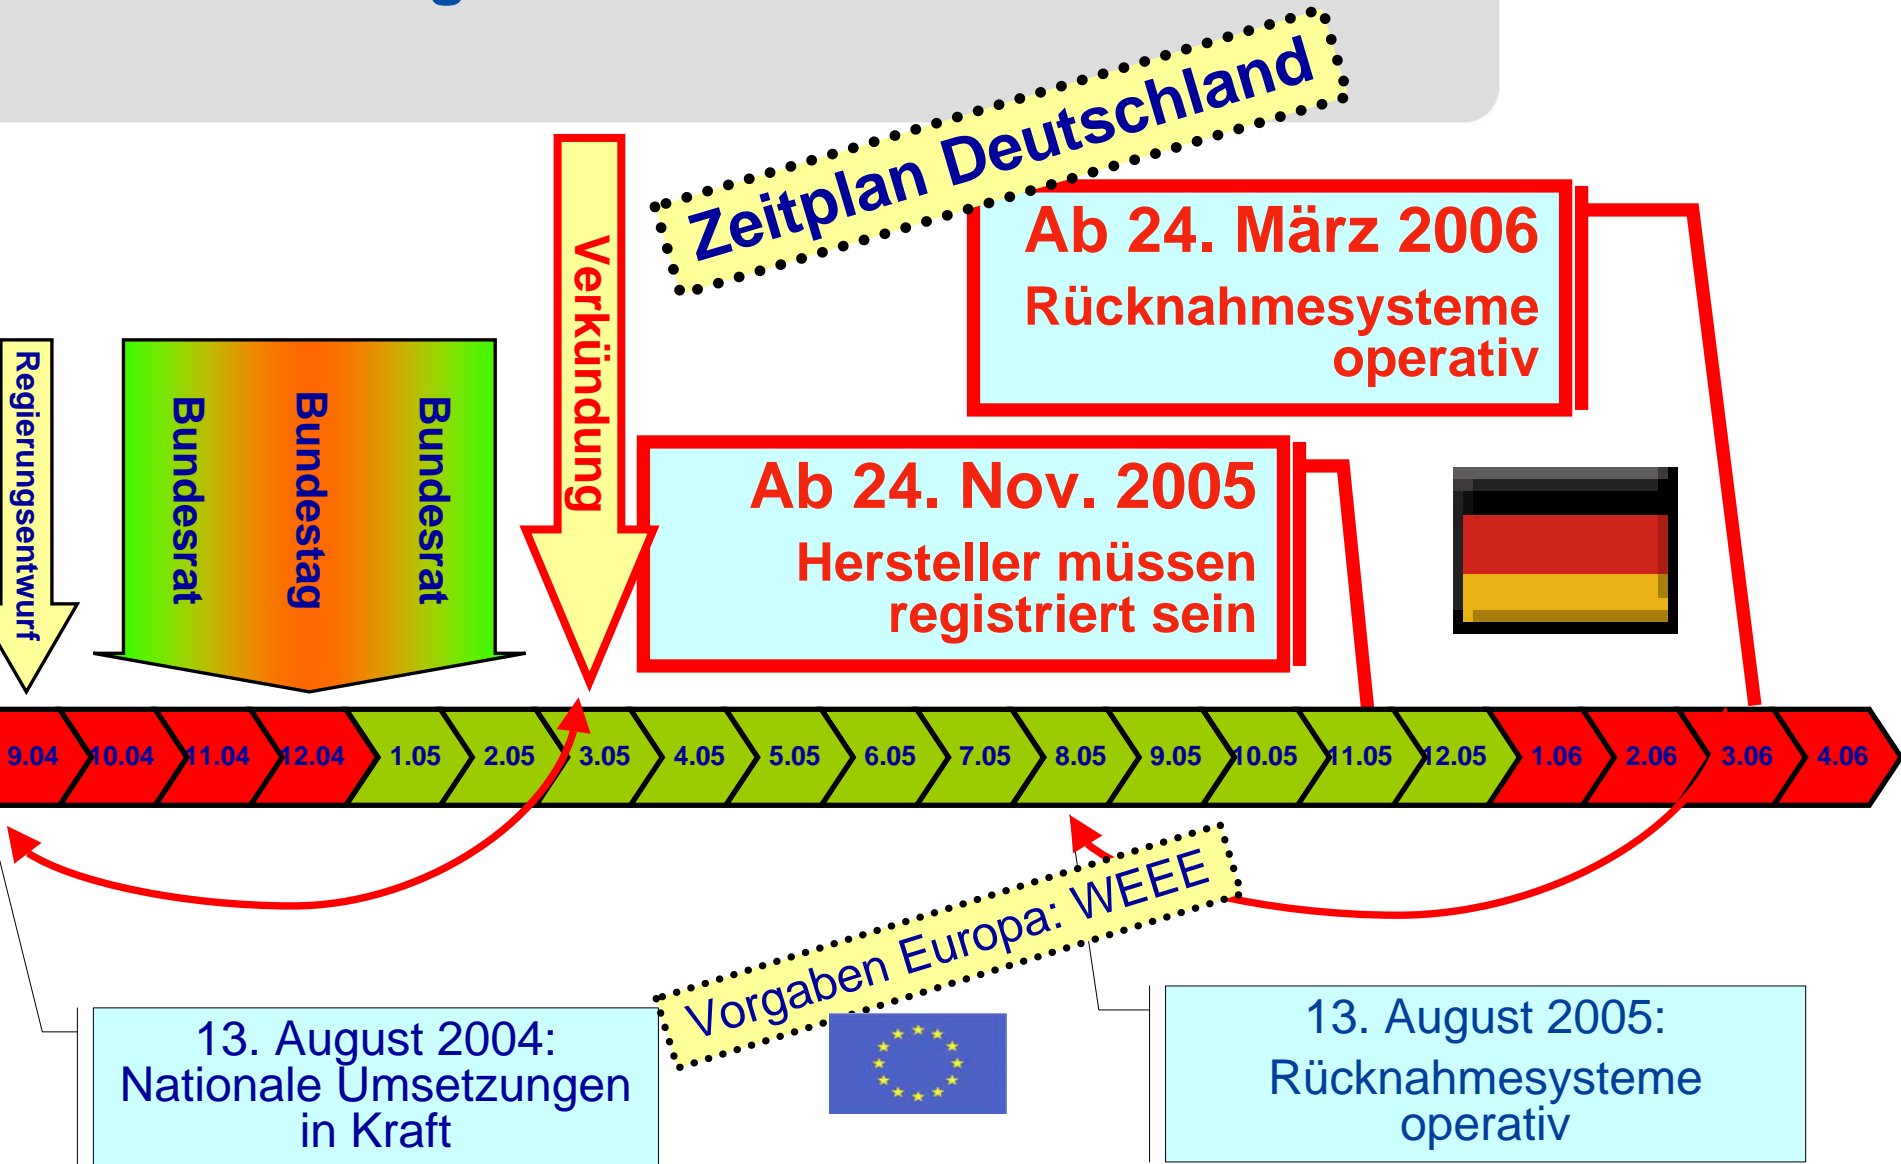 Zeitplan Deutschland
Ab 24. März 2006
Rücknahmesysteme
operativ
Verkündung
Regierungsentwurf
Bundesrat
Bundestag
Bundesrat
Ab 24. Nov. 2005
Hersteller müssen
registriert sein
9.04 10.04 11.04 12.04 1.05 2.05 3.05 4.05 5.05 6.05 7.05 8.05 9.05 10.05 11.05 12.05 1.06 2.06 3.06 4.06
Vorgaben Europa: WEEE
13. August 2004:
Nationale Umsetzungen
in Kraft
13. August 2005:
Rücknahmesysteme
operativ